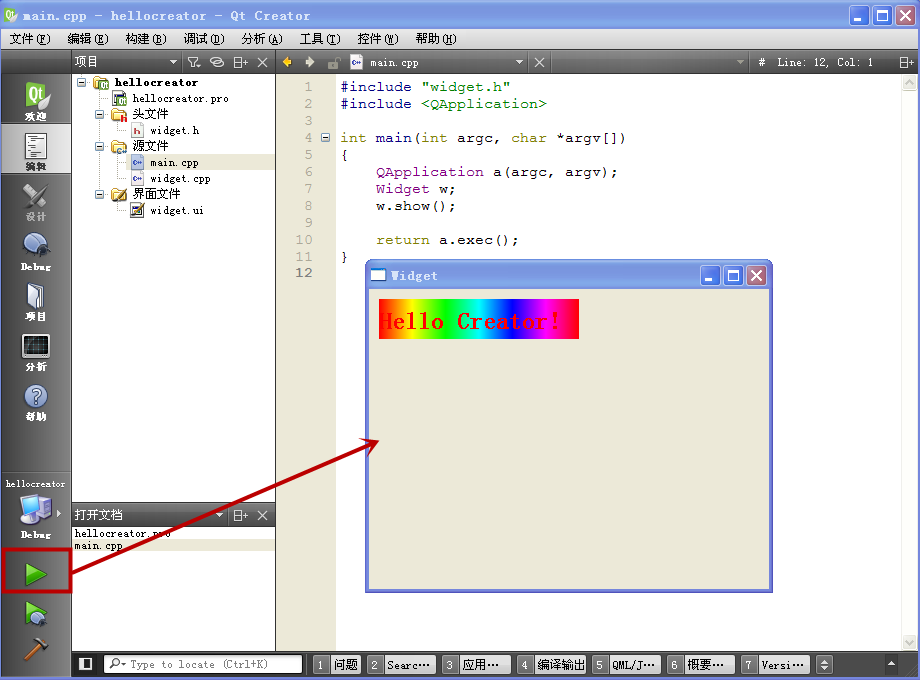 main.cpp - hellocreator - Qt Creator
文件(F) 编辑(E) 构建(B) 调试(D) 分析(A) 工具(T) 控件(W) 帮助(H)
项目
main.cpp
# Line: 12, Col: 1
欢迎
编辑
设计
Debug
项目
分析
帮助
hellocreator
Debug
hellocreator
hellocreator.pro
头文件
widget.h
源文件
main.cpp
widget.cpp
界面文件
widget.ui
打开文档
hellocreator.pro
main.cpp
1 #include "widget.h"
2 #include <QApplication>
3
4 int main(int argc, char *argv[])
5 {
6 QApplication a(argc, argv);
7 Widget w;
8 w.show();
9
10 return a.exec();
11 }
12
Widget
Hello Creator!
Type to locate (Ctrl+K)
1 问题 2 Searc... 3 应用... 4 编译输出 5 QML/J... 6 概要... 7 Versi...